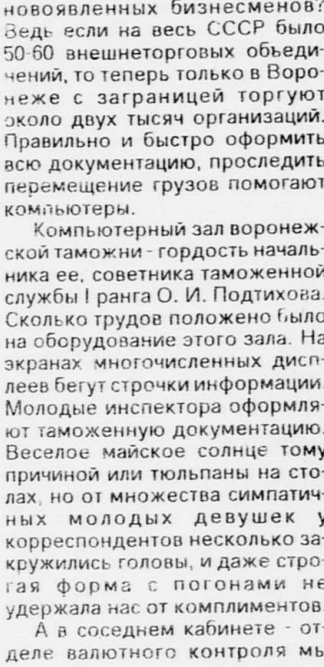 новоявленных бизнесменов?
Ведь если на весь СССР было
50-60 внешнеторговых объеди-
нений, то теперь только в Воро-
неже с заграницей торгуют
около двух тысяч организаций.
Правильно и быстро оформить
всю документацию, проследить
перемещение грузов помогают
компьютеры.
Компьютерный зал воронеж-
ской таможни - гордость началь-
ника ее, советника таможенной
службы I ранга О. И. Подтихова.
Сколько трудов положено было
на оборудование этого зала. На
экранах многочисленных дисп-
леев бегут строчки информации.
Молодые инспектора оформля-
ют таможенную документацию.
Веселое майское солнце тому
причиной или тюльпаны на сто-
лах, но от множества симпатич-
ных молодых девушек у
корреспондентов несколько за-
кружились головы, и даже стро-
гая форма с погонами не
удержала нас от комплиментов.
А в соседнем кабинете - от-
деле валютного контроля мы